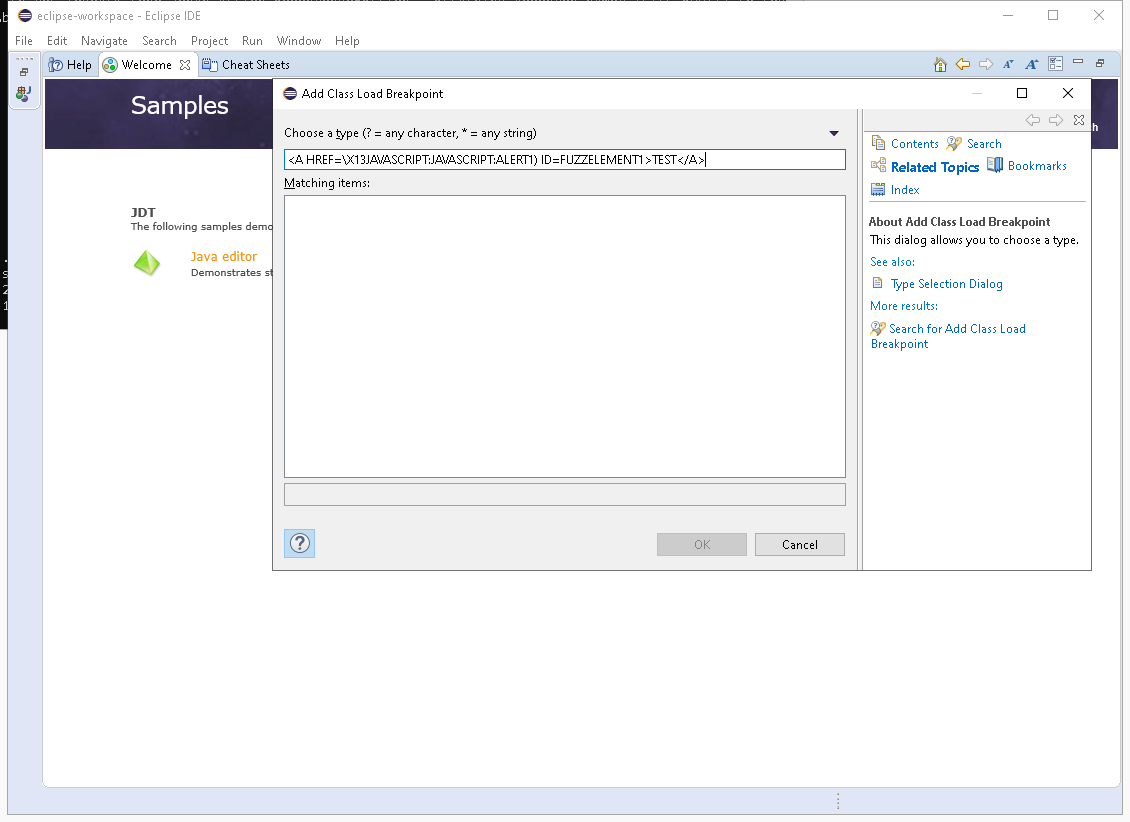 eclipse-workspace - Eclipse IDE
File Edit Navigate Search Project Run Window Help
Help Welcome Cheat Sheets
Samples
JDT
The following samples demo
Java editor
Demonstrates st
Add Class Load Breakpoint
Choose a type (? = any character, * = any string)
<A HREF=\X13JAVASCRIPT:JAVASCRIPT:ALERT1) ID=FUZZELEMENT1>TEST</A>
Matching items:
OK Cancel
h
Contents Search
Related Topics Bookmarks
Index
About Add Class Load Breakpoint
This dialog allows you to choose a type.
See also:
Type Selection Dialog
More results:
Search for Add Class Load
Breakpoint